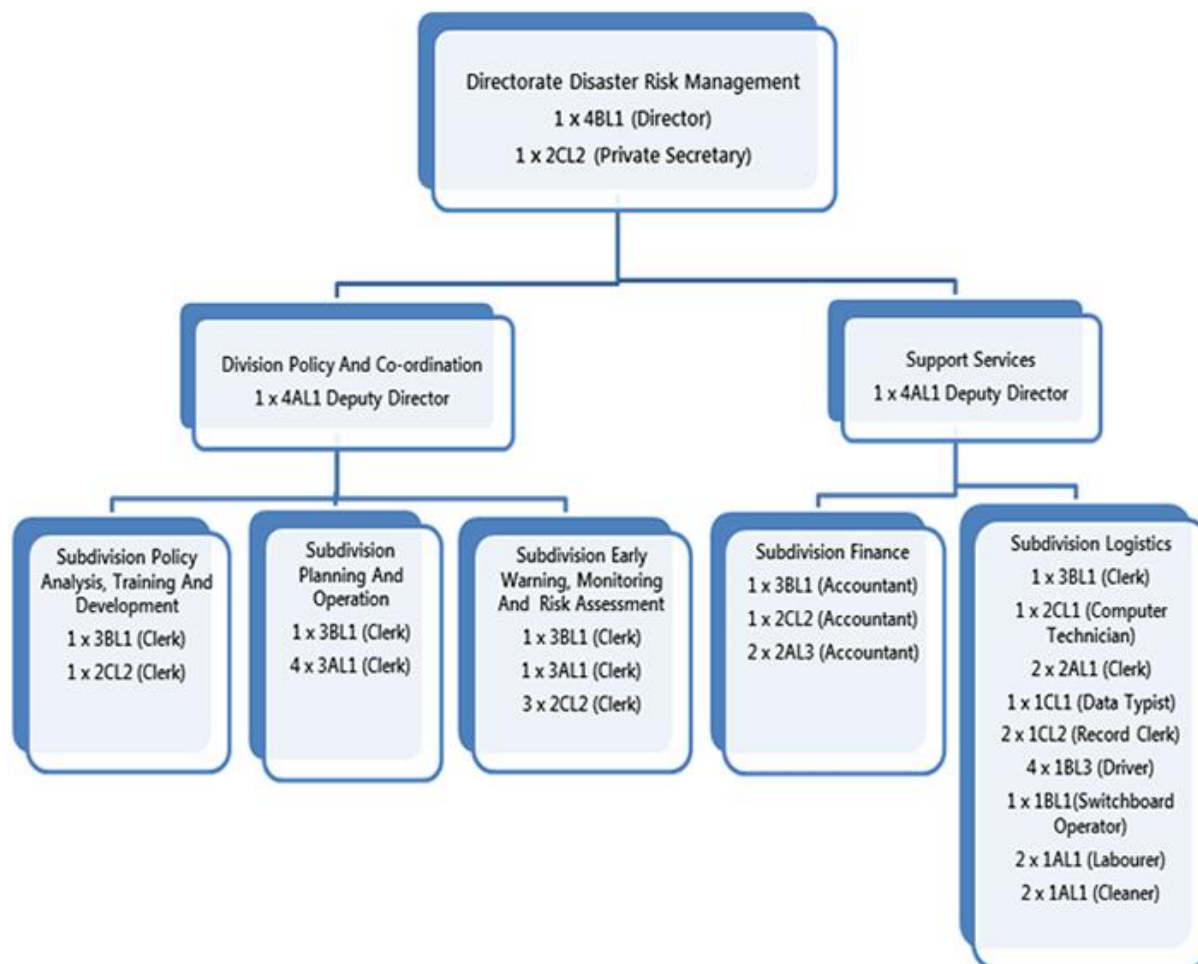 Directorate Disaster Risk Management
1 x 4BL1 (Director)
1 x 2CL2 (Private Secretary)
Division Policy And Co-ordination
1 x 4AL1 Deputy Director
Support Services
1 x 4AL1 Deputy Director
Subdivision Policy
Analysis, Training And
Development
1 x 3BL1 (Clerk)
1 x 2CL2 (Clerk)
Subdivision
Planning And
Operation
1 x 3BL1 (Clerk)
4 x 3AL1 (Clerk)
Subdivision Early
Warning, Monitoring
And Risk Assessment
1 x 3BL1 (Clerk)
1 x 3AL1 (Clerk)
3 x 2CL2 (Clerk)
Subdivision Finance
1 x 3BL1 (Accountant)
1 x 2CL2 (Accountant)
2 x 2AL3 (Accountant)
Subdivision Logistics
1 x 3BL1 (Clerk)
1 x 2CL1 (Computer
Technician)
2 x 2AL1 (Clerk)
1 x 1CL1 (Data Typist)
2 x 1CL2 (Record Clerk)
4 x 1BL3 (Driver)
1 x 1BL1(Switchboard
Operator)
2 x 1AL1 (Labourer)
2 x 1AL1 (Cleaner)